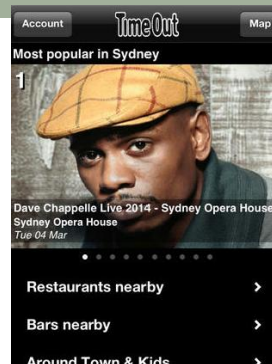 Account
TimeOut
Map
Most popular in Sydney
1
Dave Chappelle Live 2014 - Sydney Opera House
Sydney Opera House
Tue 04 Mar
Restaurants nearby
Bars nearby
Around Town & Kids